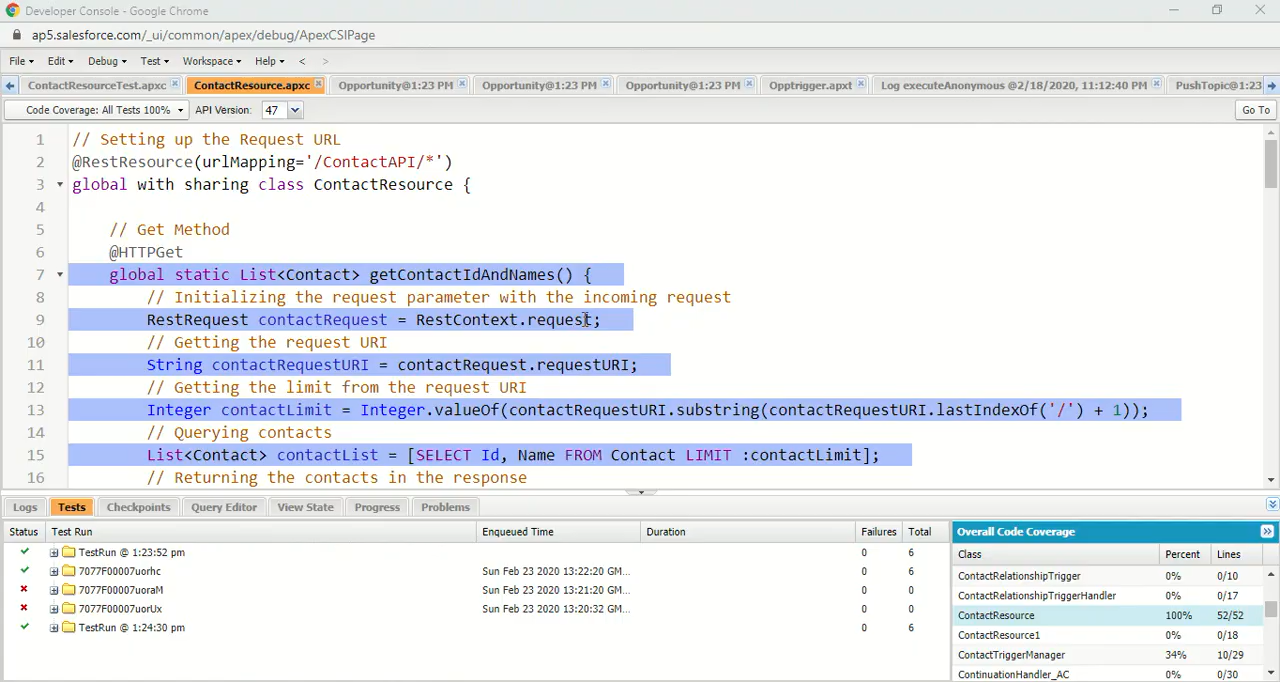 Developer Console - Google Chrome
ap5.salesforce.com/_ui/common/apex/debug/ApexCSIPage
File Edit Debug Test Workspace Help < >
ContactResourceTest.apxc ContactResource.apxc Opportunity@1:23 PM Opportunity@1:23 PM Opportunity@1:23 PM Opptrigger.apxt Log executeAnonymous @2/18/2020, 11:12:40 PM PushTopic@1:23
Code Coverage: All Tests 100% API Version: 47 Go To
1 // Setting up the Request URL
2 @RestResource(urlMapping='/ContactAPI/*')
3 global with sharing class ContactResource {
4
5 // Get Method
6 @HTTPGet
7 global static List<Contact> getContactIdAndNames() {
8 // Initializing the request parameter with the incoming request
9 RestRequest contactRequest = RestContext.request;
10 // Getting the request URI
11 String contactRequestURI = contactRequest.requestURI;
12 // Getting the limit from the request URI
13 Integer contactLimit = Integer.valueOf(contactRequestURI.substring(contactRequestURI.lastIndexOf('/') + 1));
14 // Querying contacts
15 List<Contact> contactList = [SELECT Id, Name FROM Contact LIMIT :contactLimit];
16 // Returning the contacts in the response
Logs Tests Checkpoints Query Editor View State Progress Problems
Status Test Run Enqueued Time Duration Failures Total
TestRun @ 1:23:52 pm 0 6
7077F00007uorhc Sun Feb 23 2020 13:22:20 GM... 0 6
7077F00007uoraM Sun Feb 23 2020 13:21:20 GM... 0 0
7077F00007uorUx Sun Feb 23 2020 13:20:32 GM... 0 0
TestRun @ 1:24:30 pm 0 6
Overall Code Coverage
Class Percent Lines
ContactRelationshipTrigger 0% 0/10
ContactRelationshipTriggerHandler 0% 0/17
ContactResource 100% 52/52
ContactResource1 0% 0/18
ContactTriggerManager 34% 10/29
ContinuationHandler_AC 0% 0/30